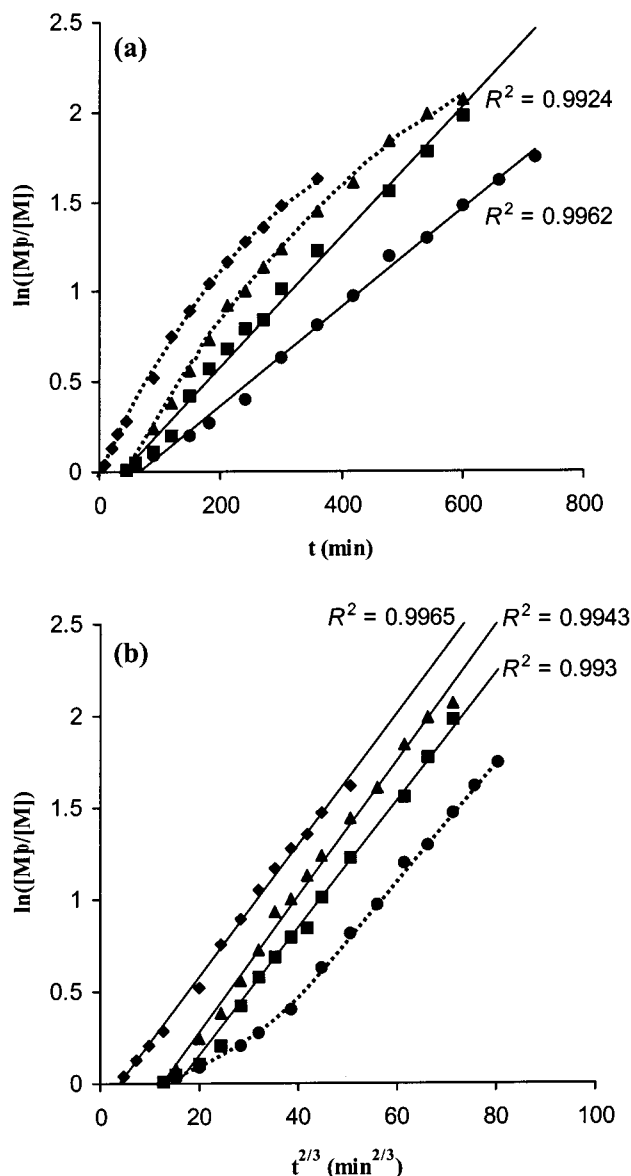 (a)
2.5
2
1.5
1
0.5
0
ln([M]₀/[M])
R² = 0.9924
R² = 0.9962
0 200 400 600 800
t (min)
(b)
2.5
2
1.5
1
0.5
0
ln([M]₀/[M])
R² = 0.9965
R² = 0.9943
R² = 0.993
0 20 40 60 80 100
t^2/3 (min^2/3)